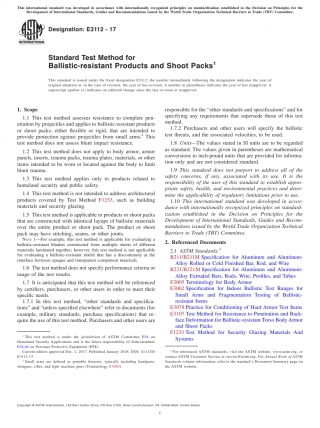 This international standard was developed in accordance with internationally recognized principles on standardization established in the Decision on Principles for the
Development of International Standards, Guides and Recommendations issued by the World Trade Organization Technical Barriers to Trade (TBT) Committee.
Designation: E3112 − 17
Standard Test Method for
Ballistic-resistant Products and Shoot Packs¹
This standard is issued under the fixed designation E3112; the number immediately following the designation indicates the year of
original adoption or, in the case of revision, the year of last revision. A number in parentheses indicates the year of last reapproval. A
superscript epsilon (ε) indicates an editorial change since the last revision or reapproval.
1. Scope
1.1 This test method assesses resistance to complete pen-
etration by projectiles and applies to ballistic-resistant products
or shoot packs, either flexible or rigid, that are intended to
provide protection against projectiles from small arms.² This
test method does not assess blunt impact resistance.
1.2 This test method does not apply to body armor, armor
panels, inserts, trauma packs, trauma plates, materials, or other
items intended to be worn or located against the body to limit
blunt trauma.
1.3 This test method applies only to products related to
homeland security and public safety.
1.4 This test method is not intended to address architectural
products covered by Test Method F1233, such as building
materials and security glazing.
1.5 This test method is applicable to products or shoot packs
that are constructed with identical layups of ballistic materials
over the entire product or shoot pack. The product or shoot
pack may have stitching, seams, or other joints.
NOTE 1—For example, this test method is applicable for evaluating a
ballistic-resistant blanket constructed from multiple sheets of different
materials laminated together; however, this test method is not applicable
for evaluating a ballistic-resistant shield that has a discontinuity at the
interface between opaque and transparent component materials.
1.6 The test method does not specify performance criteria or
usage of the test results.
1.7 It is anticipated that this test method will be referenced
by certifiers, purchasers, or other users in order to meet their
specific needs.
1.7.1 In this test method, "other standards and specifica-
tions" and "unless specified elsewhere" refer to documents (for
example, military standards, purchase specifications) that re-
quire the use of this test method. Purchasers and other users are
responsible for the "other standards and specifications" and for
specifying any requirements that supersede those of this test
method.
1.7.2 Purchasers and other users will specify the ballistic
test threats, and the associated velocities, to be used.
1.8 Units—The values stated in SI units are to be regarded
as standard. The values given in parentheses are mathematical
conversions to inch-pound units that are provided for informa-
tion only and are not considered standard.
1.9 This standard does not purport to address all of the
safety concerns, if any, associated with its use. It is the
responsibility of the user of this standard to establish appro-
priate safety, health, and environmental practices and deter-
mine the applicability of regulatory limitations prior to use.
1.10 This international standard was developed in accor-
dance with internationally recognized principles on standard-
ization established in the Decision on Principles for the
Development of International Standards, Guides and Recom-
mendations issued by the World Trade Organization Technical
Barriers to Trade (TBT) Committee.
2. Referenced Documents
2.1 ASTM Standards:³
B211/B211M Specification for Aluminum and Aluminum-
Alloy Rolled or Cold Finished Bar, Rod, and Wire
B221/B221M Specification for Aluminum and Aluminum-
Alloy Extruded Bars, Rods, Wire, Profiles, and Tubes
E3005 Terminology for Body Armor
E3062 Specification for Indoor Ballistic Test Ranges for
Small Arms and Fragmentation Testing of Ballistic-
resistant Items
E3078 Practice for Conditioning of Hard Armor Test Items
E3107 Test Method for Resistance to Penetration and Back-
face Deformation for Ballistic-resistant Torso Body Armor
and Shoot Packs
F1233 Test Method for Security Glazing Materials And
Systems
¹ This test method is under the jurisdiction of ASTM Committee E54 on
Homeland Security Applications and is the direct responsibility of Subcommittee
E54.04 on Personal Protective Equipment (PPE).
Current edition approved Dec. 1, 2017. Published January 2018. DOI: 10.1520/
E3112-17.
² Small arms are defined as portable firearms, typically including handguns,
shotguns, rifles, and light machine guns (Terminology E3005).
³ For referenced ASTM standards, visit the ASTM website, www.astm.org, or
contact ASTM Customer Service at service@astm.org. For Annual Book of ASTM
Standards volume information, refer to the standard's Document Summary page on
the ASTM website.
Copyright © ASTM International, 100 Barr Harbor Drive, PO Box C700, West Conshohocken, PA 19428-2959. United States
1